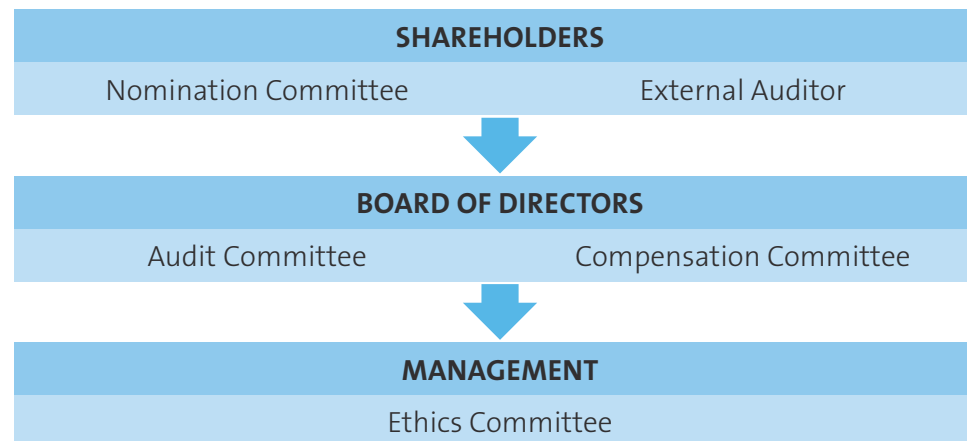 SHAREHOLDERS
Nomination Committee External Auditor
BOARD OF DIRECTORS
Audit Committee Compensation Committee
MANAGEMENT
Ethics Committee